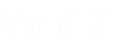 ∀x ∈ X